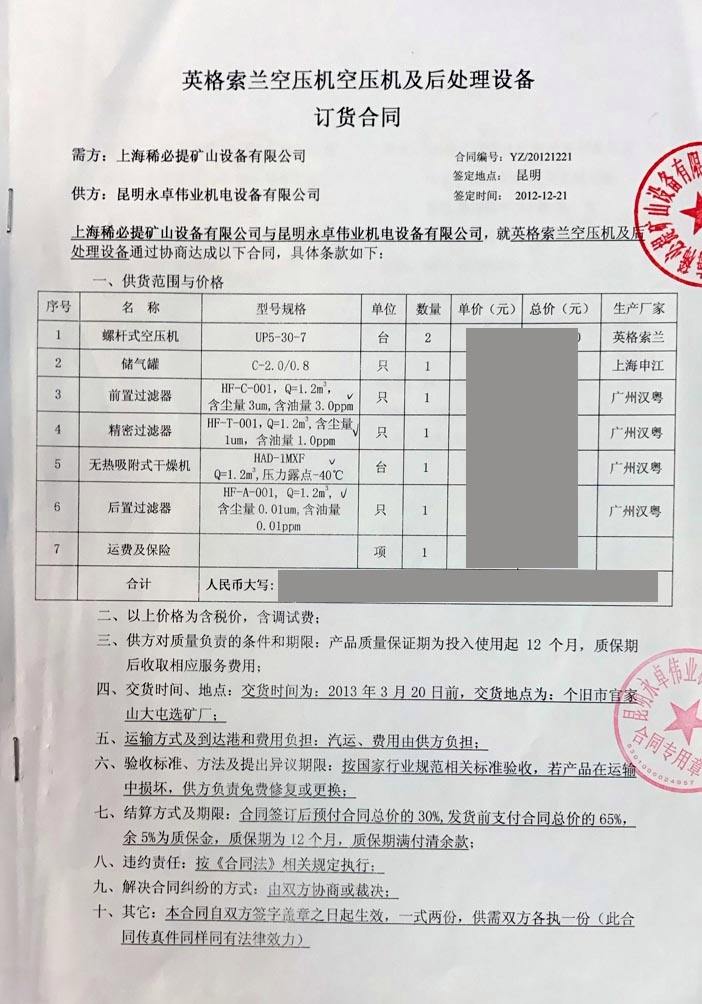 英格索兰空压机空压机及后处理设备
订货合同
需方：上海稀必提矿山设备有限公司
合同编号：YZ/20121221
签定地点： 昆明
供方：昆明永卓伟业机电设备有限公司
签定时间： 2012-12-21
上海稀必提矿山设备有限公司与昆明永卓伟业机电设备有限公司，就英格索兰空压机及后
处理设备通过协商达成以下合同，具体条款如下：
一、供货范围与价格
序号 名 称 型号规格 单位 数量 单价（元） 总价（元） 生产厂家
1 螺杆式空压机 UP5-30-7 台 2 0 英格索兰
2 储气罐 C-2.0/0.8 只 1 上海申江
3 前置过滤器 HF-C-001，Q=1.2m³， 只 1 广州汉粤
含尘量3um,含油量 3.0ppm
4 精密过滤器 HF-T-001，Q=1.2m³,含尘量 只 1 广州汉粤
1um，含油量 1.0ppm
5 无热吸附式干燥机 HAD-1MXF 台 1 广州汉粤
Q=1.2m³,压力露点-40℃
6 后置过滤器 HF-A-001，Q=1.2m³， 只 1 广州汉粤
含尘量 0.01um,含油量
0.01ppm
7 运费及保险 项 1
合计 人民币大写：
二、以上价格为含税价，含调试费；
三、供方对质量负责的条件和期限：产品质量保证期为投入使用起 12 个月，质保期
后收取相应服务费用；
四、交货时间、地点：交货时间为：2013 年 3 月 20 日前，交货地点为：个旧市官家
山大屯选矿厂；
五、运输方式及到达港和费用负担：汽运、费用由供方负担；
六、验收标准、方法及提出异议期限：按国家行业规范相关标准验收，若产品在运输
中损坏，供方负责免费修复或更换；
七、结算方式及期限：合同签订后预付合同总价的 30%,发货前支付合同总价的 65%，
余 5%为质保金，质保期为 12 个月，质保期满付清余款；
八、违约责任：按《合同法》相关规定执行；
九、解决合同纠纷的方式：由双方协商或裁决；
十、其它：本合同自双方签字盖章之日起生效，一式两份，供需双方各执一份（此合
同传真件同样同有法律效力）
稀必提矿山设备有限
昆明永卓伟业
合同专用章
5301000024957